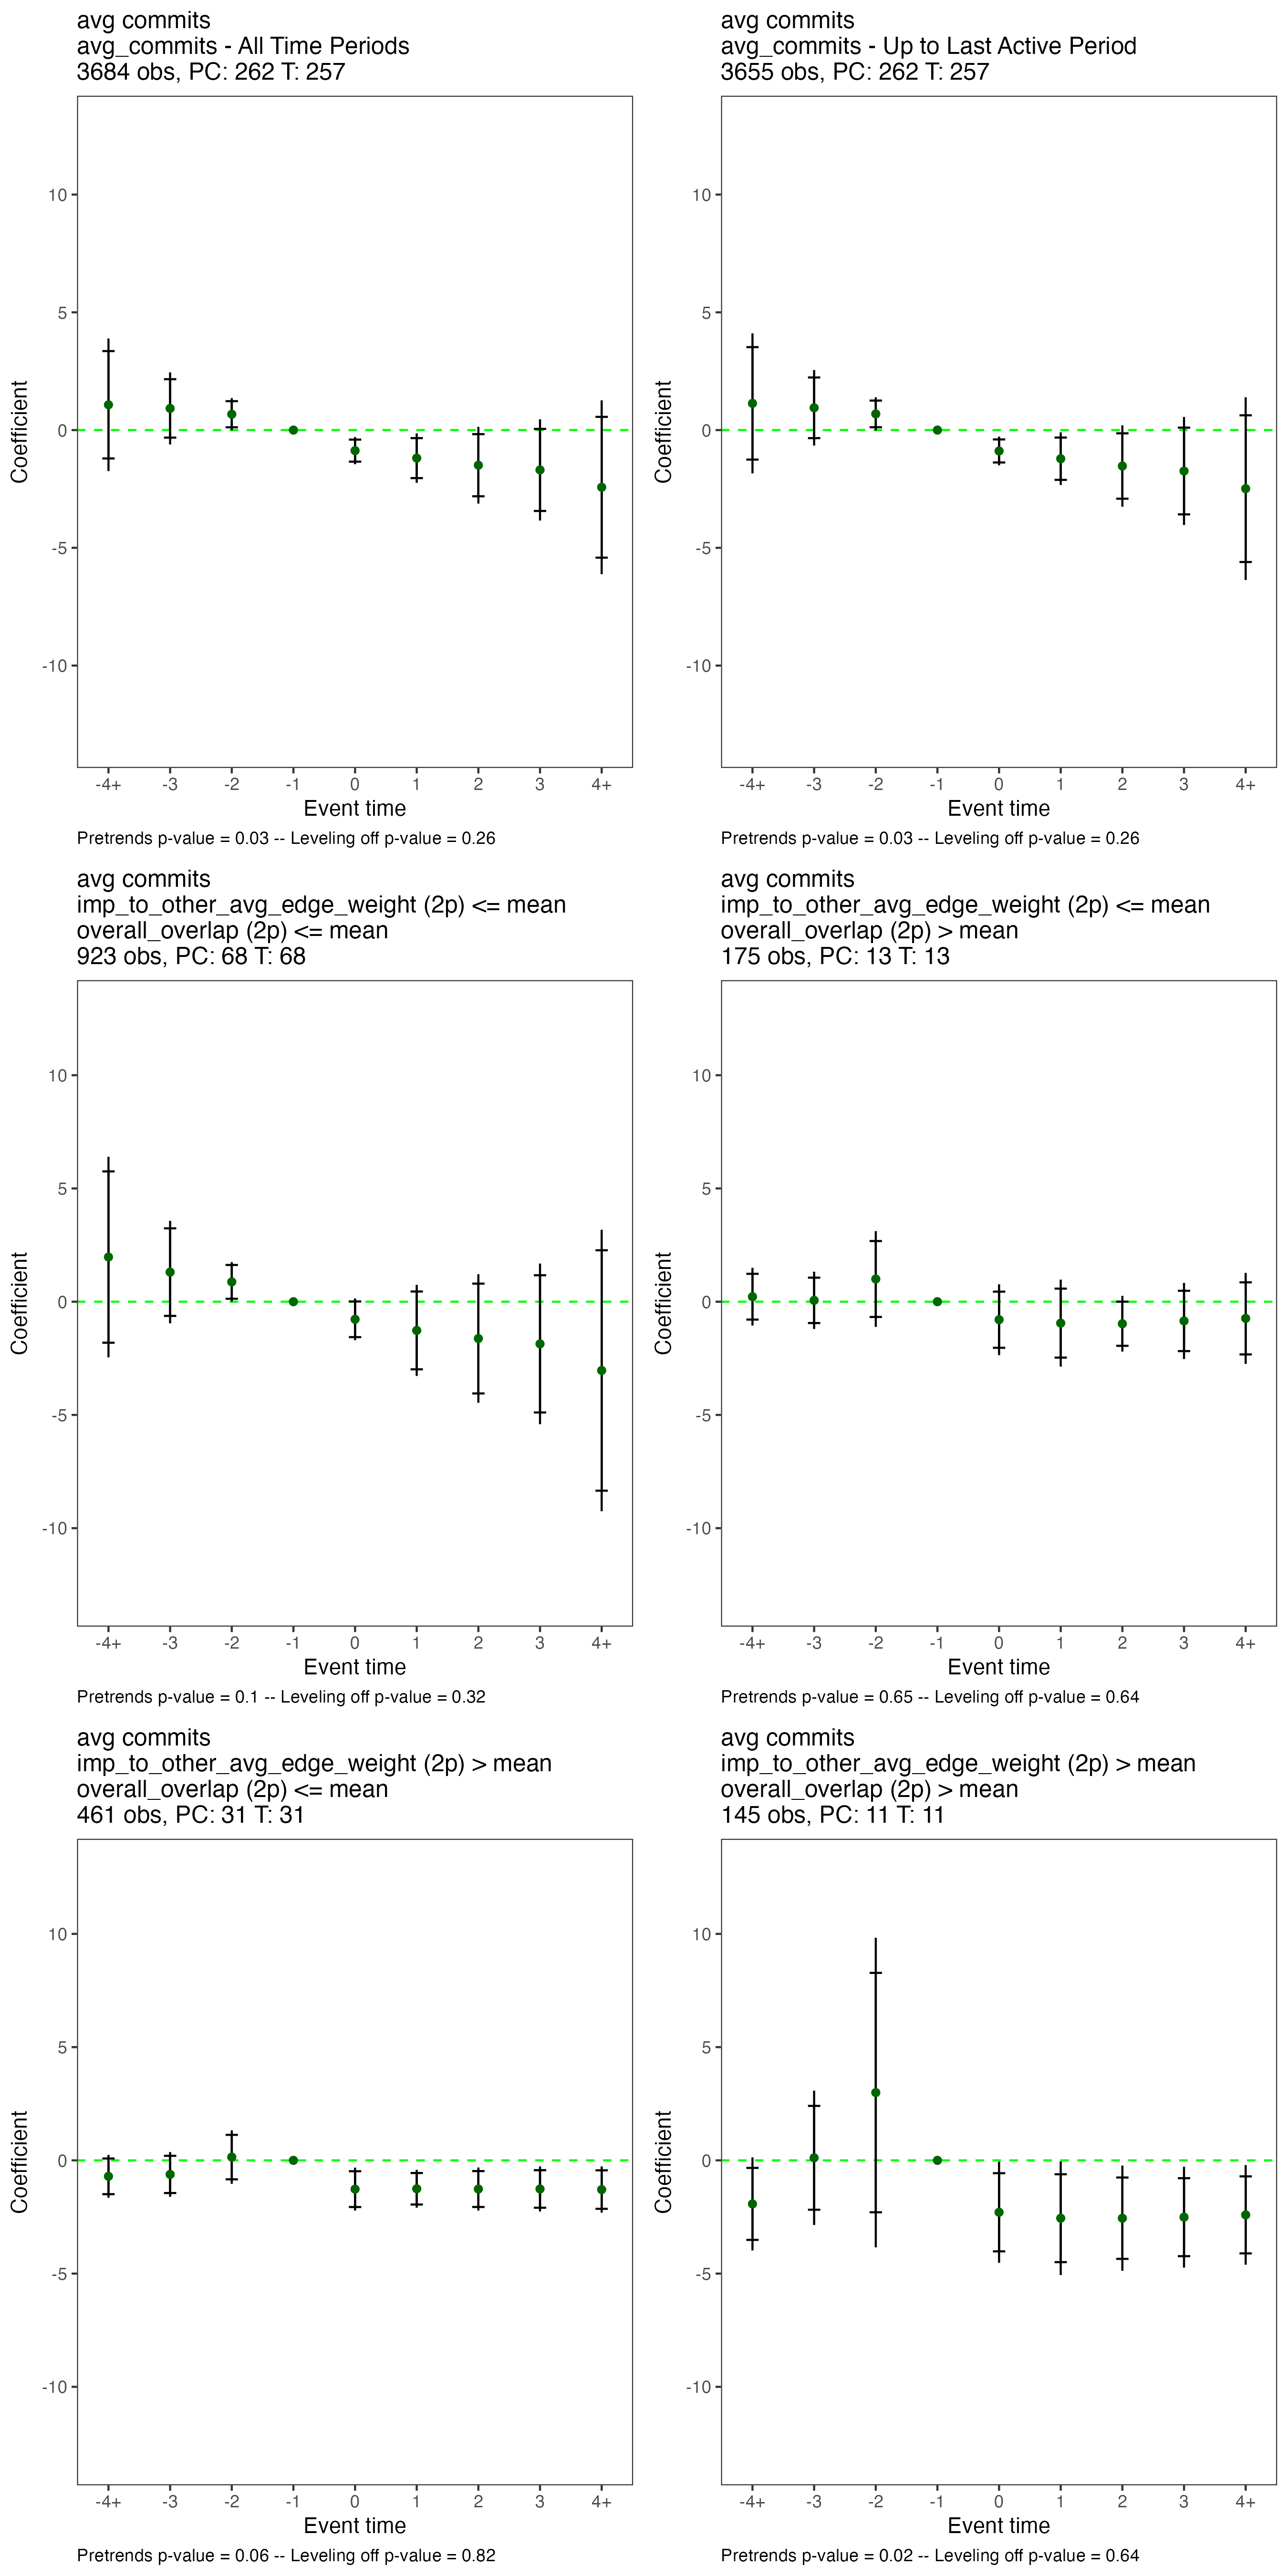 avg commits
avg_commits - All Time Periods
3684 obs, PC: 262 T: 257
10
5
0
-5
-10
Coefficient
-4+ -3 -2 -1 0 1 2 3 4+
Event time
Pretrends p-value = 0.03 -- Leveling off p-value = 0.26
avg commits
avg_commits - Up to Last Active Period
3655 obs, PC: 262 T: 257
10
5
0
-5
-10
Coefficient
-4+ -3 -2 -1 0 1 2 3 4+
Event time
Pretrends p-value = 0.03 -- Leveling off p-value = 0.26
avg commits
imp_to_other_avg_edge_weight (2p) <= mean
overall_overlap (2p) <= mean
923 obs, PC: 68 T: 68
10
5
0
-5
-10
Coefficient
-4+ -3 -2 -1 0 1 2 3 4+
Event time
Pretrends p-value = 0.1 -- Leveling off p-value = 0.32
avg commits
imp_to_other_avg_edge_weight (2p) <= mean
overall_overlap (2p) > mean
175 obs, PC: 13 T: 13
10
5
0
-5
-10
Coefficient
-4+ -3 -2 -1 0 1 2 3 4+
Event time
Pretrends p-value = 0.65 -- Leveling off p-value = 0.64
avg commits
imp_to_other_avg_edge_weight (2p) > mean
overall_overlap (2p) <= mean
461 obs, PC: 31 T: 31
10
5
0
-5
-10
Coefficient
-4+ -3 -2 -1 0 1 2 3 4+
Event time
Pretrends p-value = 0.06 -- Leveling off p-value = 0.82
avg commits
imp_to_other_avg_edge_weight (2p) > mean
overall_overlap (2p) > mean
145 obs, PC: 11 T: 11
10
5
0
-5
-10
Coefficient
-4+ -3 -2 -1 0 1 2 3 4+
Event time
Pretrends p-value = 0.02 -- Leveling off p-value = 0.64